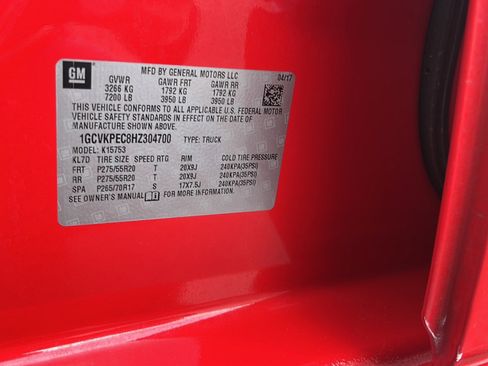 GM
MFD BY GENERAL MOTORS LLC 04/17
GVWR GAWR FRT GAWR RR
3266 KG 1792 KG 1792 KG
7200 LB 3950 LB 3950 LB
THIS VEHICLE CONFORMS TO ALL APPLICABLE U.S. FEDERAL MOTOR
VEHICLE SAFETY STANDARDS IN EFFECT ON THE DATE OF
MANUFACTURE SHOWN ABOVE.
1GCVKPEC8HZ304700 TYPE: TRUCK
MODEL: K15753
KL7D TIRE SIZE SPEED RTG RIM COLD TIRE PRESSURE
FRT P275/55R20 T 20X9J 240KPA(35PSI)
RR P275/55R20 T 20X9J 240KPA(35PSI)
SPA P265/70R17 S 17X7.5J 240KPA(35PSI)
SEE OWNER'S MANUAL FOR MORE INFORMATION.